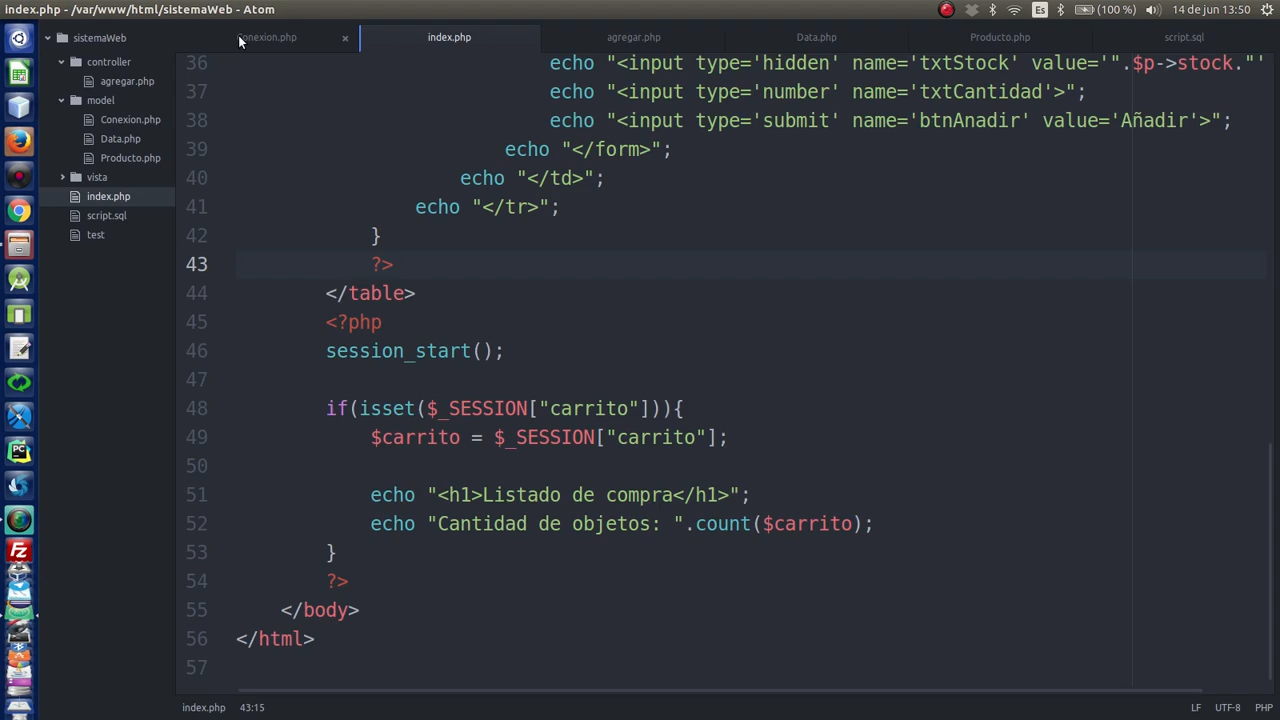 index.php - /var/www/html/sistemaWeb - Atom
Es
(100 %)
14 de jun 13:50
sistemaWeb
controller
agregar.php
model
Conexion.php
Data.php
Producto.php
vista
index.php
script.sql
test
Conexion.php
index.php
agregar.php
Data.php
Producto.php
script.sql
36 echo "<input type='hidden' name='txtStock' value='".$p->stock."'
37 echo "<input type='number' name='txtCantidad'>";
38 echo "<input type='submit' name='btnAnadir' value='Añadir'>";
39 echo "</form>";
40 echo "</td>";
41 echo "</tr>";
42 }
43 ?>
44 </table>
45 <?php
46 session_start();
47
48 if(isset($_SESSION["carrito"])){
49 $carrito = $_SESSION["carrito"];
50
51 echo "<h1>Listado de compra</h1>";
52 echo "Cantidad de objetos: ".count($carrito);
53 }
54 ?>
55 </body>
56 </html>
57
index.php 43:15
LF UTF-8 PHP
PC
Fz